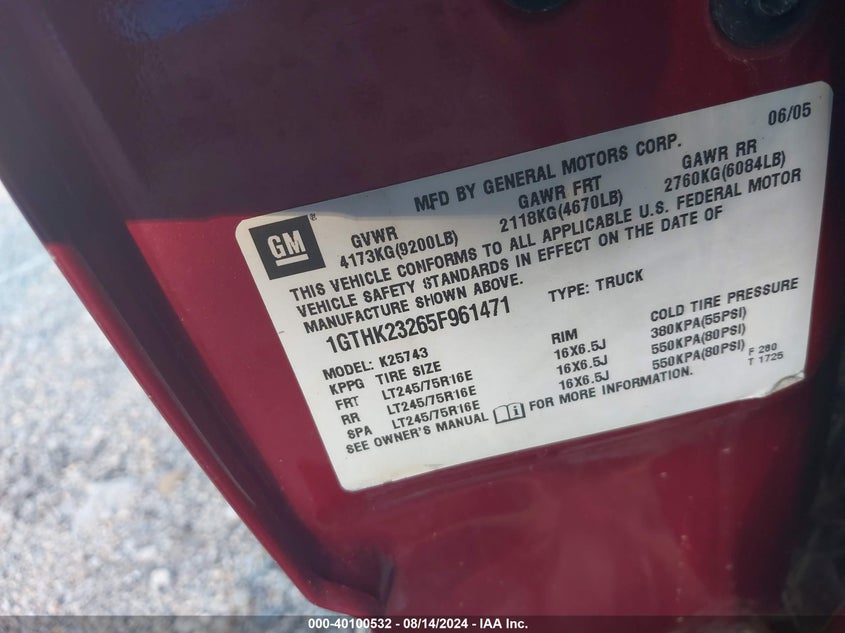 06/05
MFD BY GENERAL MOTORS CORP.
GM ®
GVWR GAWR FRT GAWR RR
4173KG(9200LB) 2118KG(4670LB) 2760KG(6084LB)
THIS VEHICLE CONFORMS TO ALL APPLICABLE U.S. FEDERAL MOTOR
VEHICLE SAFETY STANDARDS IN EFFECT ON THE DATE OF
MANUFACTURE SHOWN ABOVE.
1GTHK23265F961471 TYPE: TRUCK
MODEL: K25743
KPPG TIRE SIZE RIM COLD TIRE PRESSURE
FRT LT245/75R16E 16X6.5J 380KPA(55PSI)
RR LT245/75R16E 16X6.5J 550KPA(80PSI)
SPA LT245/75R16E 16X6.5J 550KPA(80PSI)
SEE OWNER'S MANUAL i FOR MORE INFORMATION.
F 280
T 1725
000-40100532 - 08/14/2024 - IAA Inc.